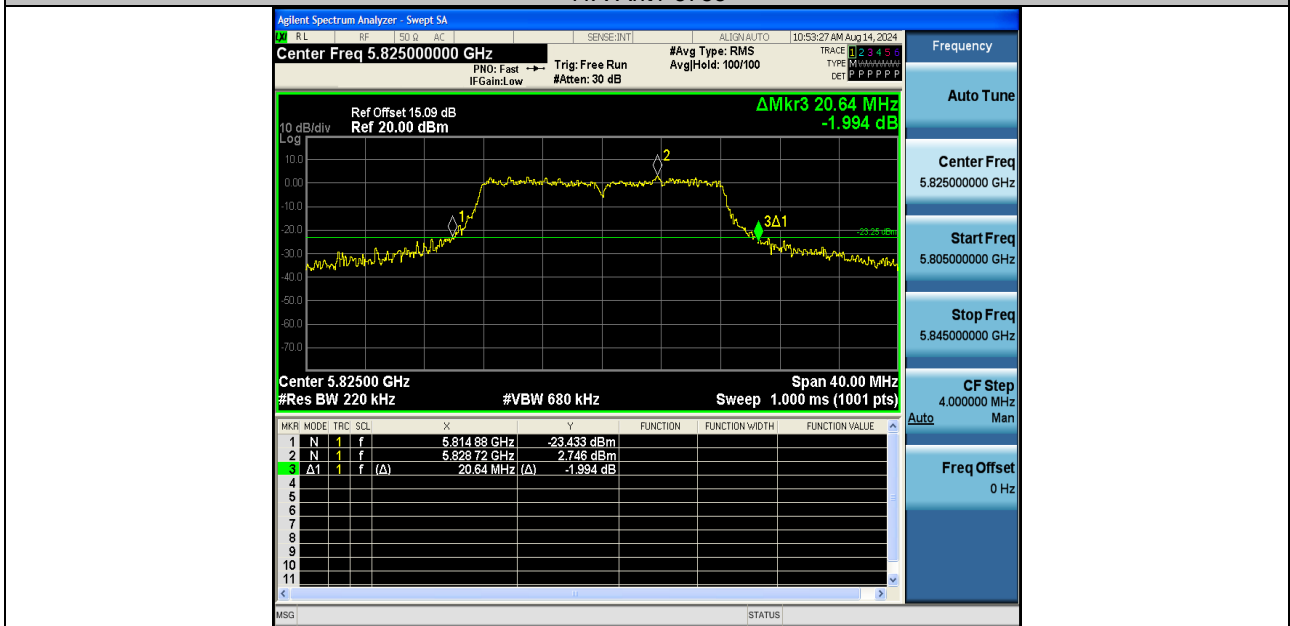 Agilent Spectrum Analyzer - Swept SA
LXI RL RF 50 Ω AC SENSE:INT ALIGN AUTO 10:53:27 AM Aug 14, 2024
Center Freq 5.825000000 GHz
PNO: Fast
IFGain:Low
Trig: Free Run
#Atten: 30 dB
#Avg Type: RMS
Avg|Hold: 100/100
TRACE 1 2 3 4 5 6
TYPE M
DET P P P P P P
Ref Offset 15.09 dB
10 dB/div Ref 20.00 dBm
Log
ΔMkr3 20.64 MHz
-1.994 dB
10.0
0.00
-10.0
-20.0
-30.0
-40.0
-50.0
-60.0
-70.0
1
2
3Δ1
-23.25 dBm
Center 5.82500 GHz Span 40.00 MHz
#Res BW 220 kHz #VBW 680 kHz Sweep 1.000 ms (1001 pts)
MKR MODE TRC SCL X Y FUNCTION FUNCTION WIDTH FUNCTION VALUE
1 N 1 f 5.814 88 GHz -23.433 dBm
2 N 1 f 5.828 72 GHz 2.746 dBm
3 Δ1 1 f (Δ) 20.64 MHz (Δ) -1.994 dB
4
5
6
7
8
9
10
11
MSG STATUS
Frequency
Auto Tune
Center Freq
5.825000000 GHz
Start Freq
5.805000000 GHz
Stop Freq
5.845000000 GHz
CF Step
4.000000 MHz
Auto Man
Freq Offset
0 Hz